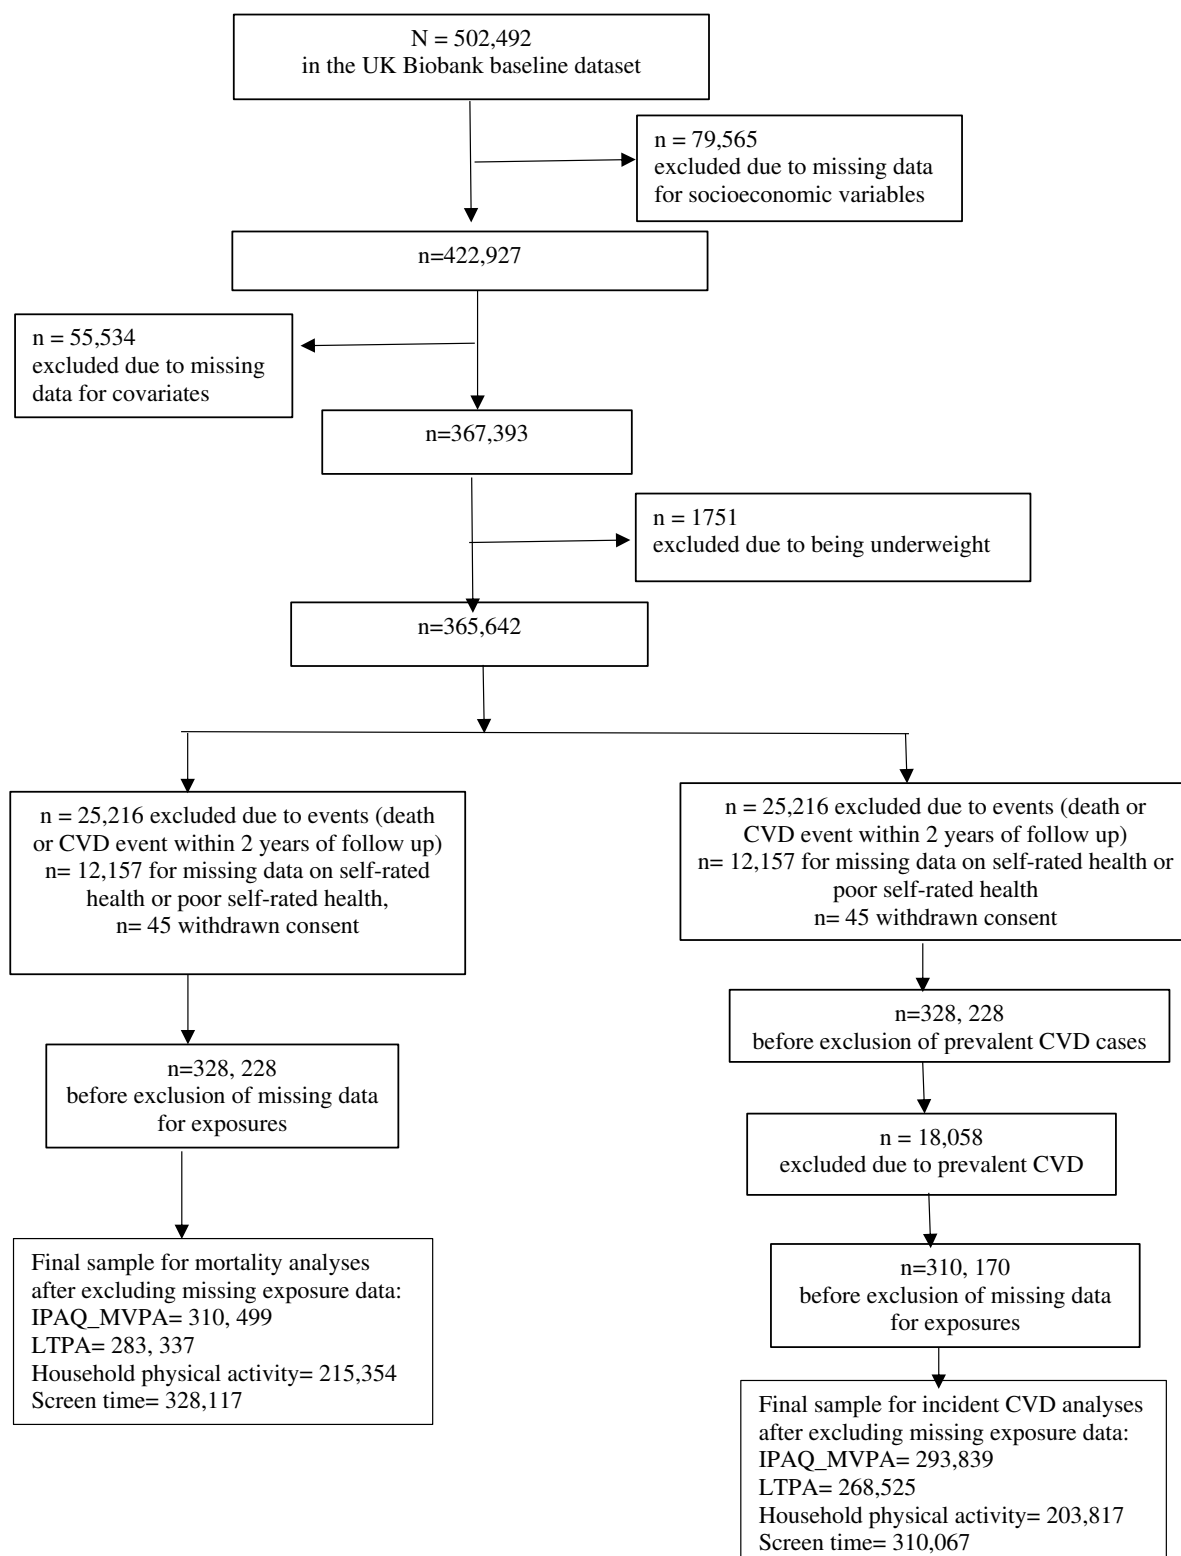 N = 502,492
in the UK Biobank baseline dataset
n = 79,565
excluded due to missing data
for socioeconomic variables
n=422,927
n = 55,534
excluded due to missing
data for covariates
n=367,393
n = 1751
excluded due to being underweight
n=365,642
n = 25,216 excluded due to events (death
or CVD event within 2 years of follow up)
n= 12,157 for missing data on self-rated
health or poor self-rated health,
n= 45 withdrawn consent
n = 25,216 excluded due to events (death or
CVD event within 2 years of follow up)
n= 12,157 for missing data on self-rated health or
poor self-rated health
n= 45 withdrawn consent
n=328, 228
before exclusion of prevalent CVD cases
n=328, 228
before exclusion of missing data
for exposures
n = 18,058
excluded due to prevalent CVD
n=310, 170
before exclusion of missing data
for exposures
Final sample for mortality analyses
after excluding missing exposure data:
IPAQ_MVPA= 310, 499
LTPA= 283, 337
Household physical activity= 215,354
Screen time= 328,117
Final sample for incident CVD analyses
after excluding missing exposure data:
IPAQ_MVPA= 293,839
LTPA= 268,525
Household physical activity= 203,817
Screen time= 310,067